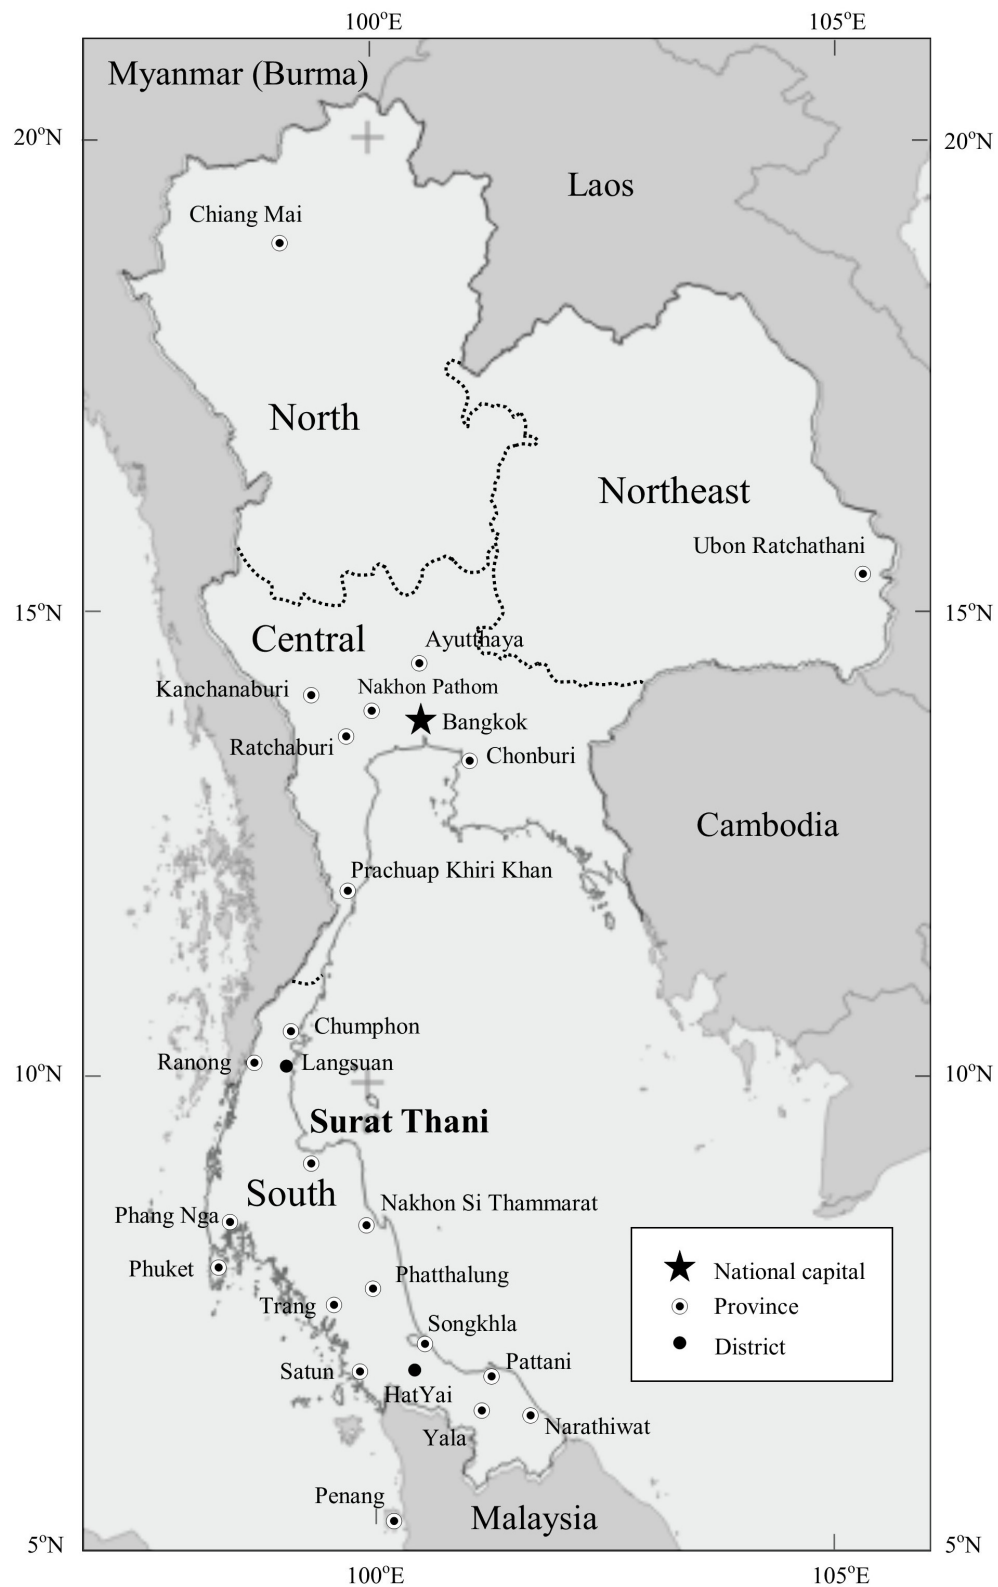 100°E 105°E
Myanmar (Burma)
20°N 20°N
Laos
Chiang Mai
North
Northeast
Ubon Ratchathani
15°N 15°N
Central
Ayutthaya
Kanchanaburi
Nakhon Pathom
Bangkok
Ratchaburi
Chonburi
Cambodia
Prachuap Khiri Khan
Chumphon
Ranong
Langsuan
10°N 10°N
Surat Thani
South
Nakhon Si Thammarat
Phang Nga
Phuket
National capital
Phatthalung
Trang
Province
Songkhla
District
Pattani
Satun
HatYai
Narathiwat
Yala
Penang
Malaysia
5°N 5°N
100°E 105°E